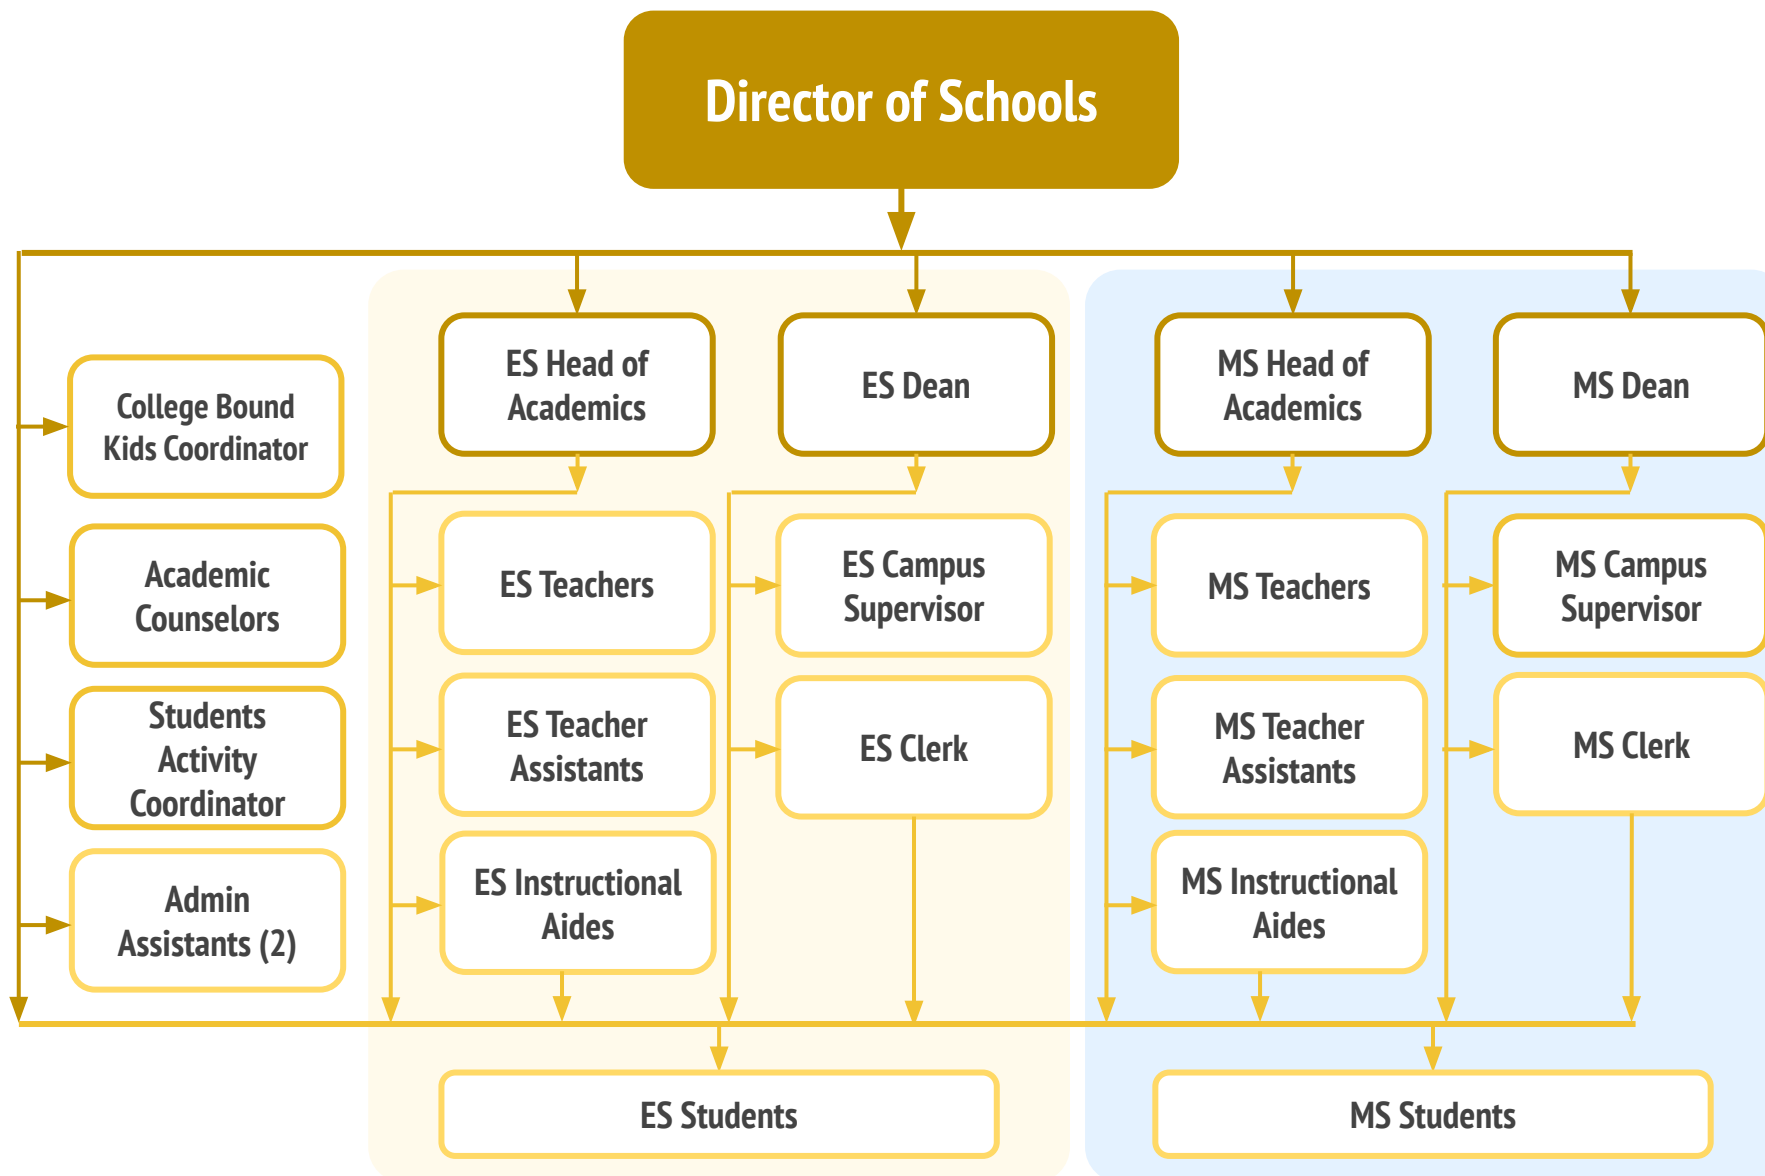 Director of Schools
College Bound
Kids Coordinator
Academic
Counselors
Students
Activity
Coordinator
Admin
Assistants (2)
ES Head of
Academics
ES Teachers
ES Teacher
Assistants
ES Instructional
Aides
ES Dean
ES Campus
Supervisor
ES Clerk
ES Students
MS Head of
Academics
MS Teachers
MS Teacher
Assistants
MS Instructional
Aides
MS Dean
MS Campus
Supervisor
MS Clerk
MS Students